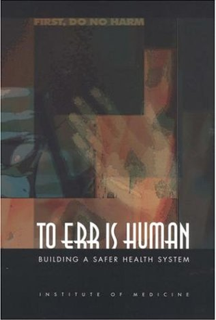 FIRST, DO NO HARM
TO ERR IS HUMAN
BUILDING A SAFER HEALTH SYSTEM
INSTITUTE OF MEDICINE